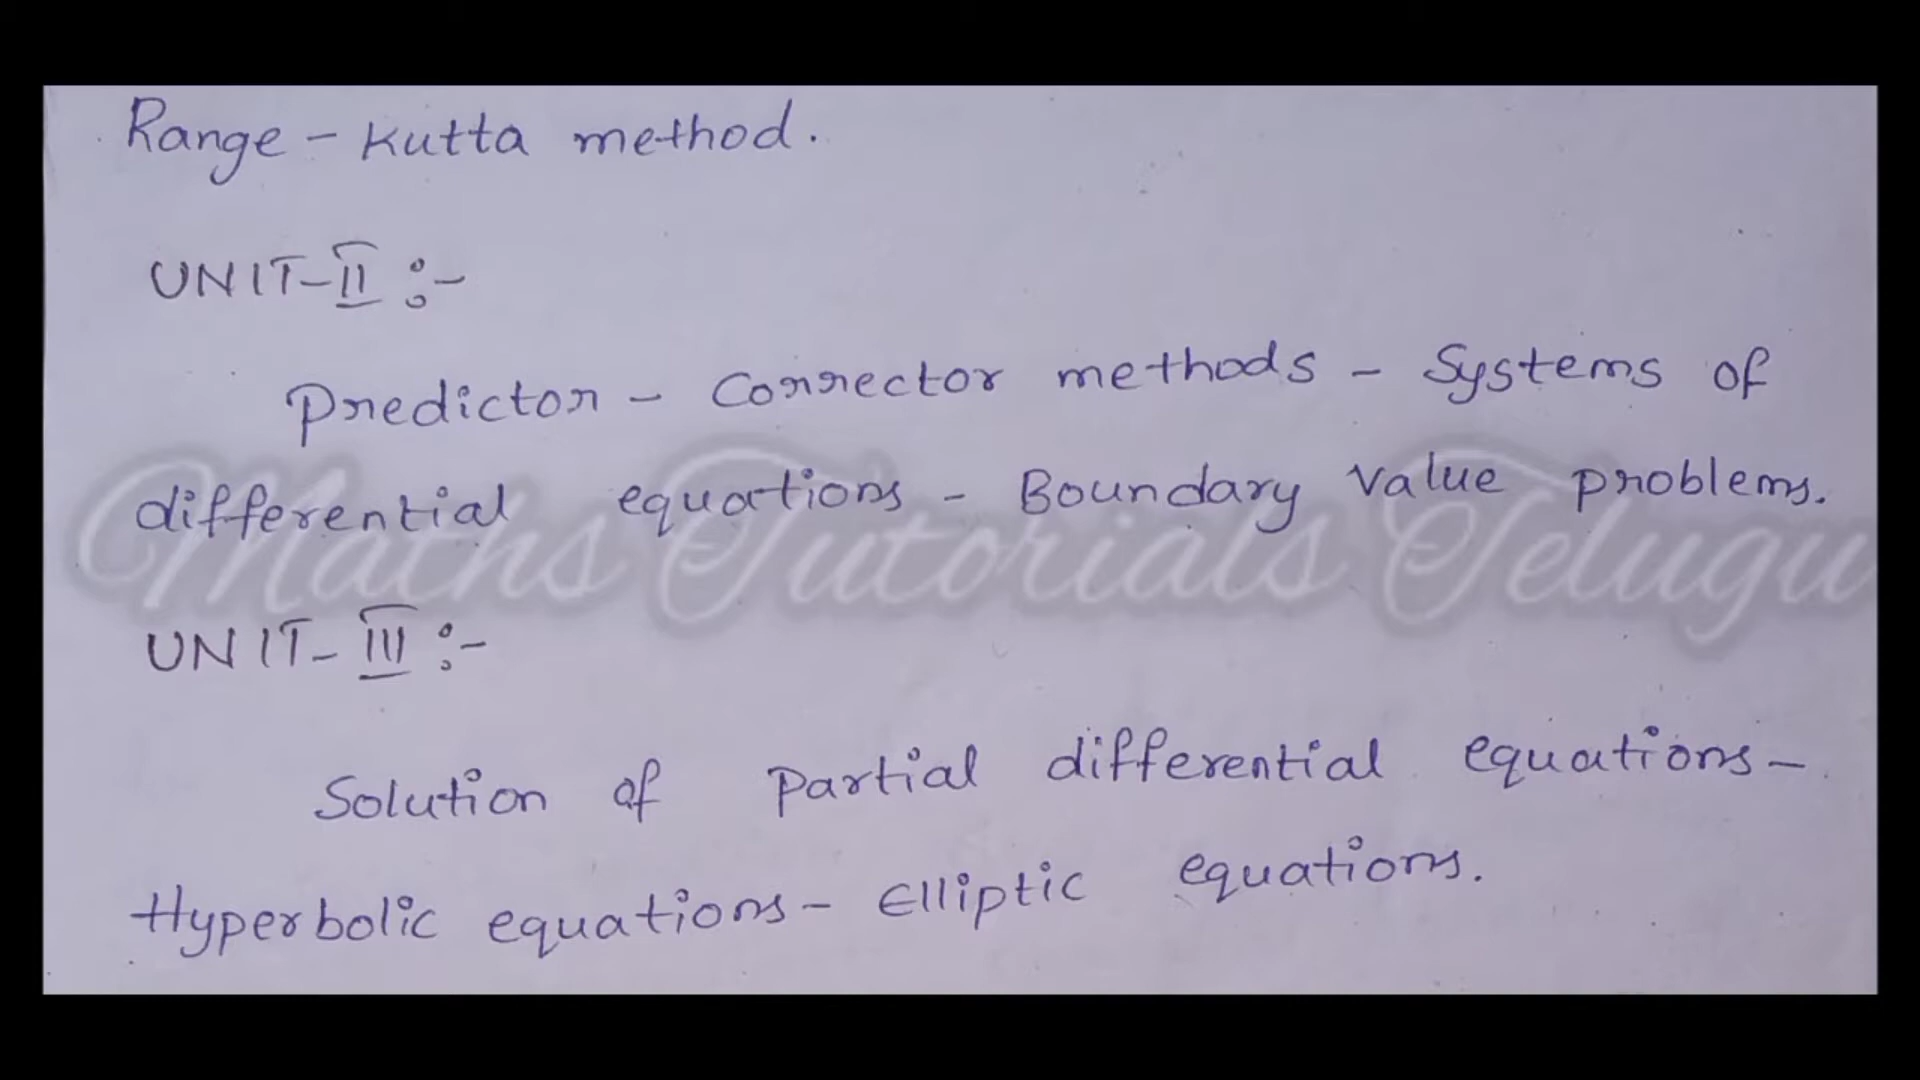 Range - Kutta method.
UNIT-II :-
Predictor - Corrector methods - Systems of
differential equations - Boundary value problems.
Maths Tutorials Telugu
UNIT-III :-
Solution of Partial differential equations -
Hyperbolic equations - Elliptic equations.